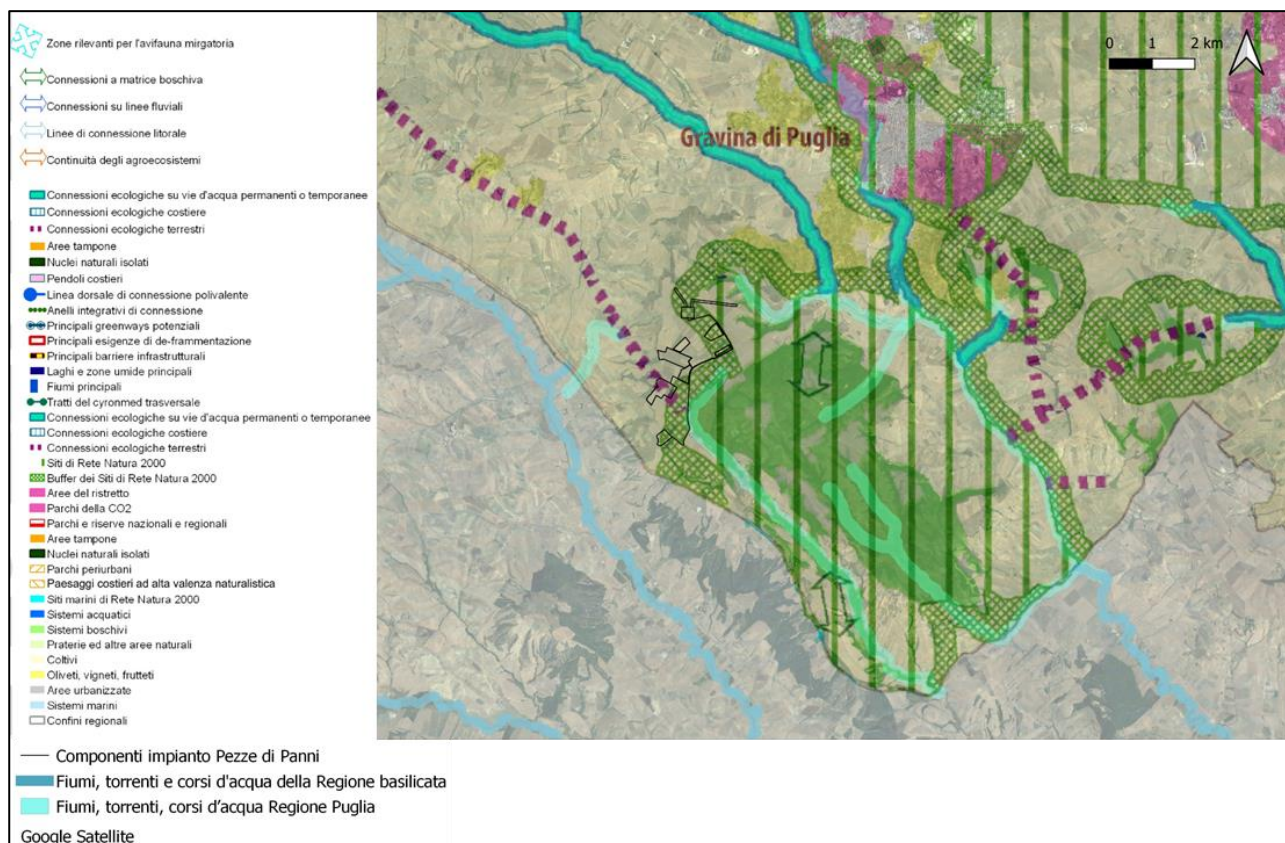 Zone rilevanti per l'avifauna mirgatoria
Connessioni a matrice boschiva
Connessioni su linee fluviali
Linee di connessione litorale
Continuità degli agroecosistemi
Connessioni ecologiche su vie d'acqua permanenti o temporanee
Connessioni ecologiche costiere
Connessioni ecologiche terrestri
Aree tampone
Nuclei naturali isolati
Pendoli costieri
Linea dorsale di connessione polivalente
Anelli integrativi di connessione
Principali greenways potenziali
Principali esigenze di de-frammentazione
Principali barriere infrastrutturali
Laghi e zone umide principali
Fiumi principali
Tratti del cyronmed trasversale
Connessioni ecologiche su vie d'acqua permanenti o temporanee
Connessioni ecologiche costiere
Connessioni ecologiche terrestri
Siti di Rete Natura 2000
Buffer dei Siti di Rete Natura 2000
Aree del ristretto
Parchi della CO2
Parchi e riserve nazionali e regionali
Aree tampone
Nuclei naturali isolati
Parchi periurbani
Paesaggi costieri ad alta valenza naturalistica
Siti marini di Rete Natura 2000
Sistemi acquatici
Sistemi boschivi
Praterie ed altre aree naturali
Coltivi
Oliveti, vigneti, frutteti
Aree urbanizzate
Sistemi marini
Confini regionali
Componenti impianto Pezze di Panni
Fiumi, torrenti e corsi d'acqua della Regione basilicata
Fiumi, torrenti, corsi d’acqua Regione Puglia
Google Satellite
0 1 2 km
Gravina di Puglia